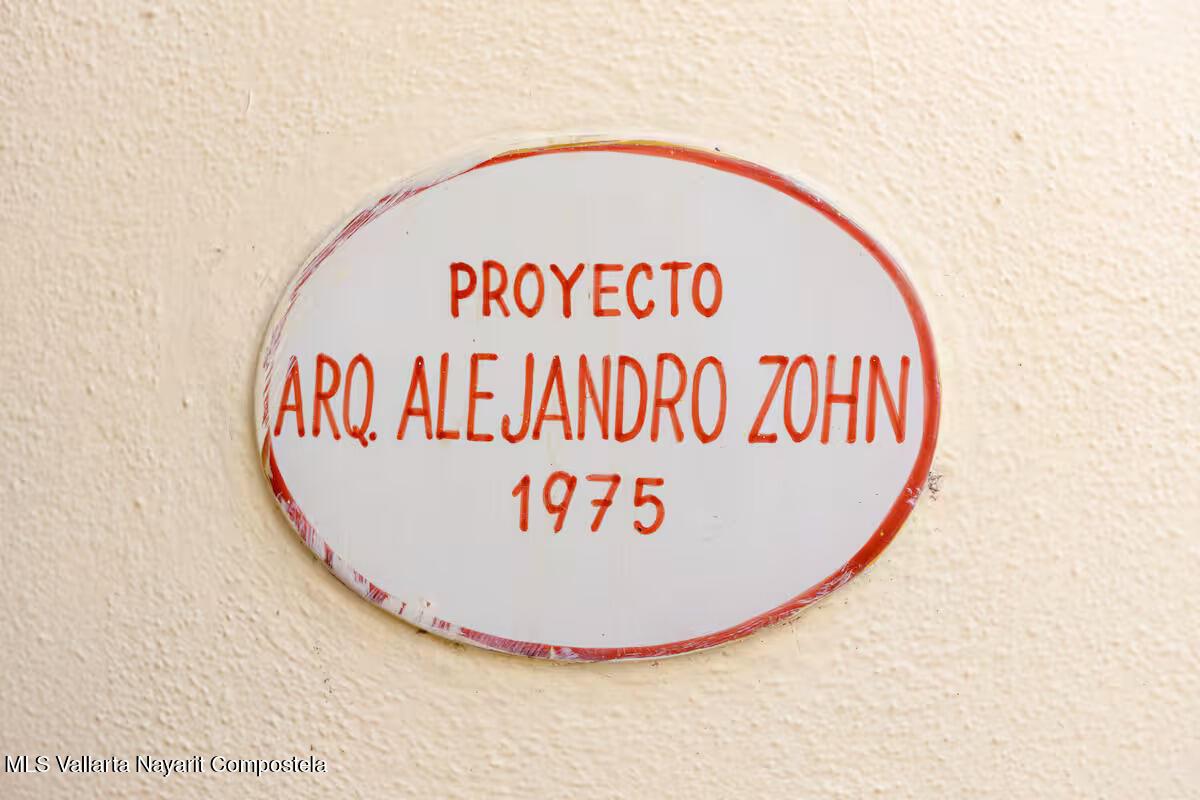 PROYECTO
ARQ. ALEJANDRO ZOHN
1975
MLS Vallarta Nayarit Compostela